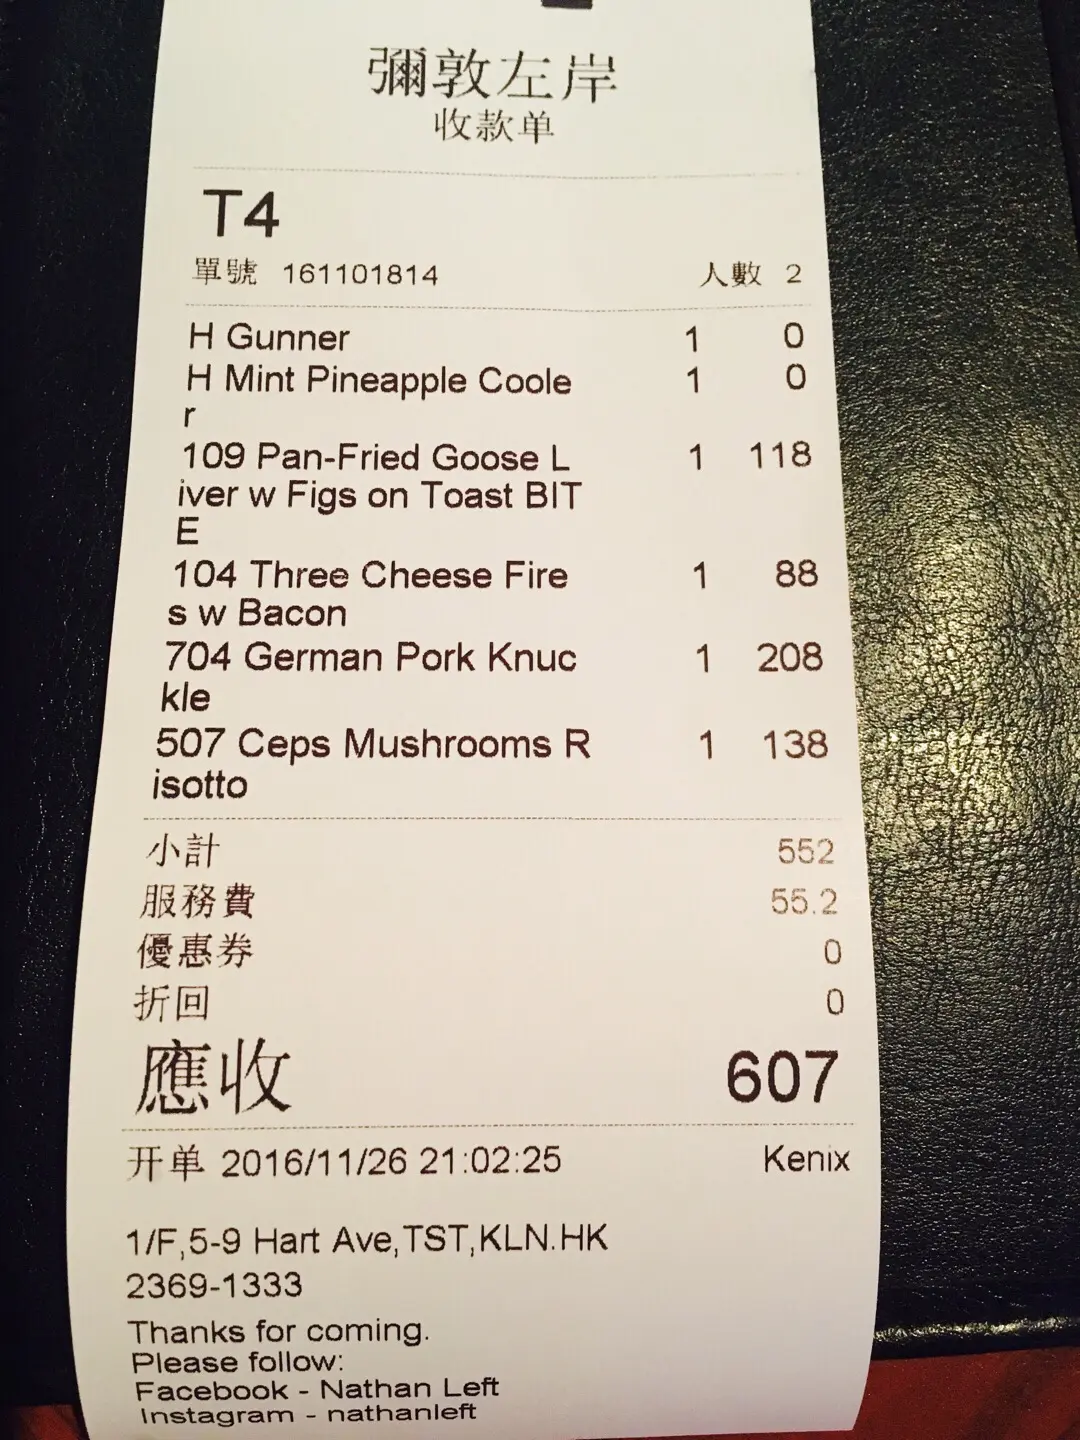 彌敦左岸
收款单
T4
單號 161101814 人數 2
H Gunner 1 0
H Mint Pineapple Coole 1 0
r
109 Pan-Fried Goose L 1 118
iver w Figs on Toast BIT
E
104 Three Cheese Fire 1 88
s w Bacon
704 German Pork Knuc 1 208
kle
507 Ceps Mushrooms R 1 138
isotto
小計 552
服務費 55.2
優惠券 0
折回 0
應收 607
开单 2016/11/26 21:02:25 Kenix
1/F,5-9 Hart Ave,TST,KLN.HK
2369-1333
Thanks for coming.
Please follow:
Facebook - Nathan Left
Instagram - nathanleft